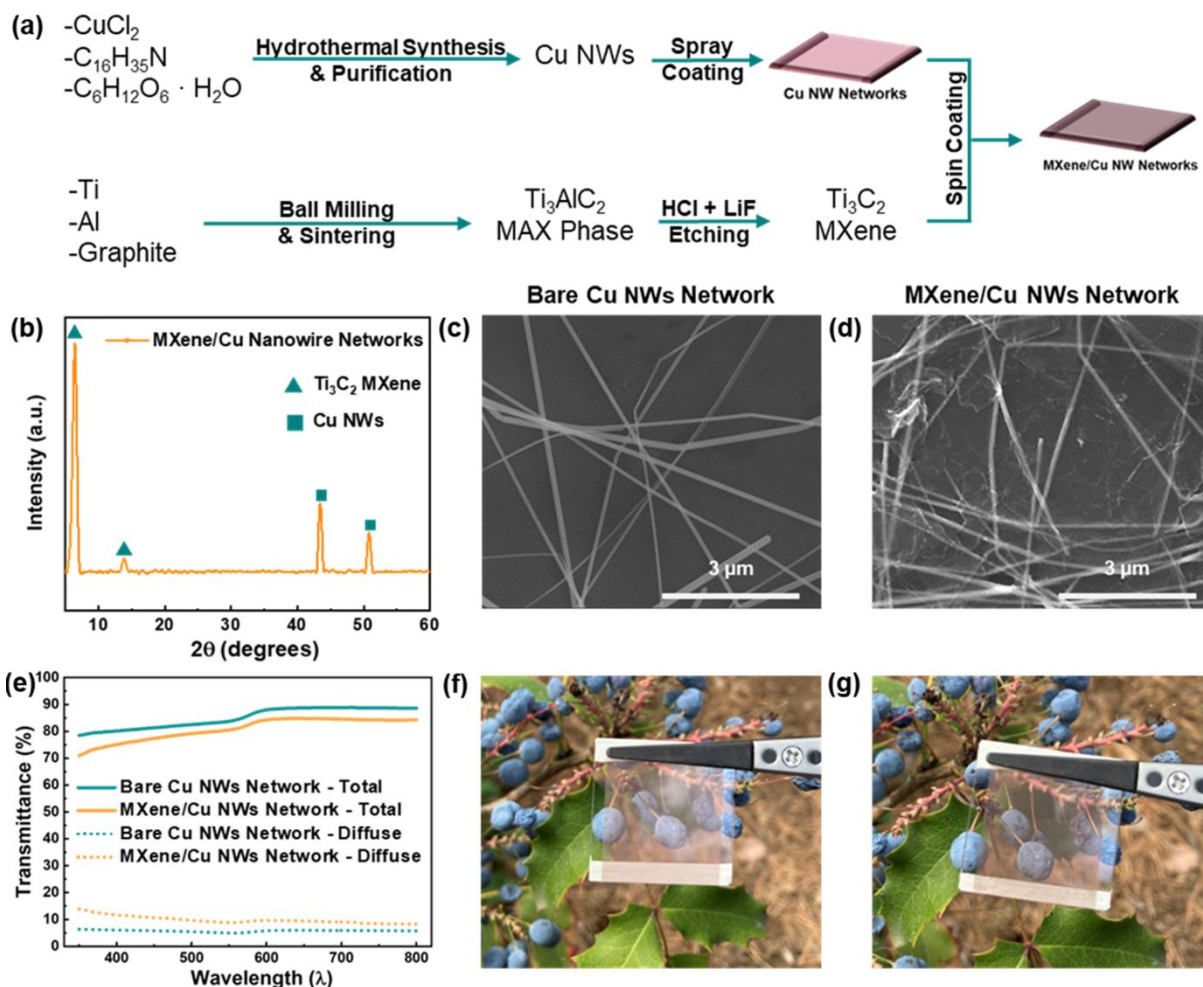 (a)
-CuCl₂
-C₁₆H₃₅N
-C₆H₁₂O₆ · H₂O
Hydrothermal Synthesis
& Purification
Cu NWs
Spray
Coating
Cu NW Networks
-Ti
-Al
-Graphite
Ball Milling
& Sintering
Ti₃AlC₂
MAX Phase
HCl + LiF
Etching
Ti₃C₂
MXene
Spin Coating
MXene/Cu NW Networks
(b)
MXene/Cu Nanowire Networks
Ti₃C₂ MXene
Cu NWs
Intensity (a.u.)
10 20 30 40 50 60
2θ (degrees)
Bare Cu NWs Network
(c)
3 µm
MXene/Cu NWs Network
(d)
3 µm
(e)
100
90
80
70
60
50
40
30
20
10
0
Transmittance (%)
Bare Cu NWs Network - Total
MXene/Cu NWs Network - Total
Bare Cu NWs Network - Diffuse
MXene/Cu NWs Network - Diffuse
400 500 600 700 800
Wavelength (λ)
(f)
(g)